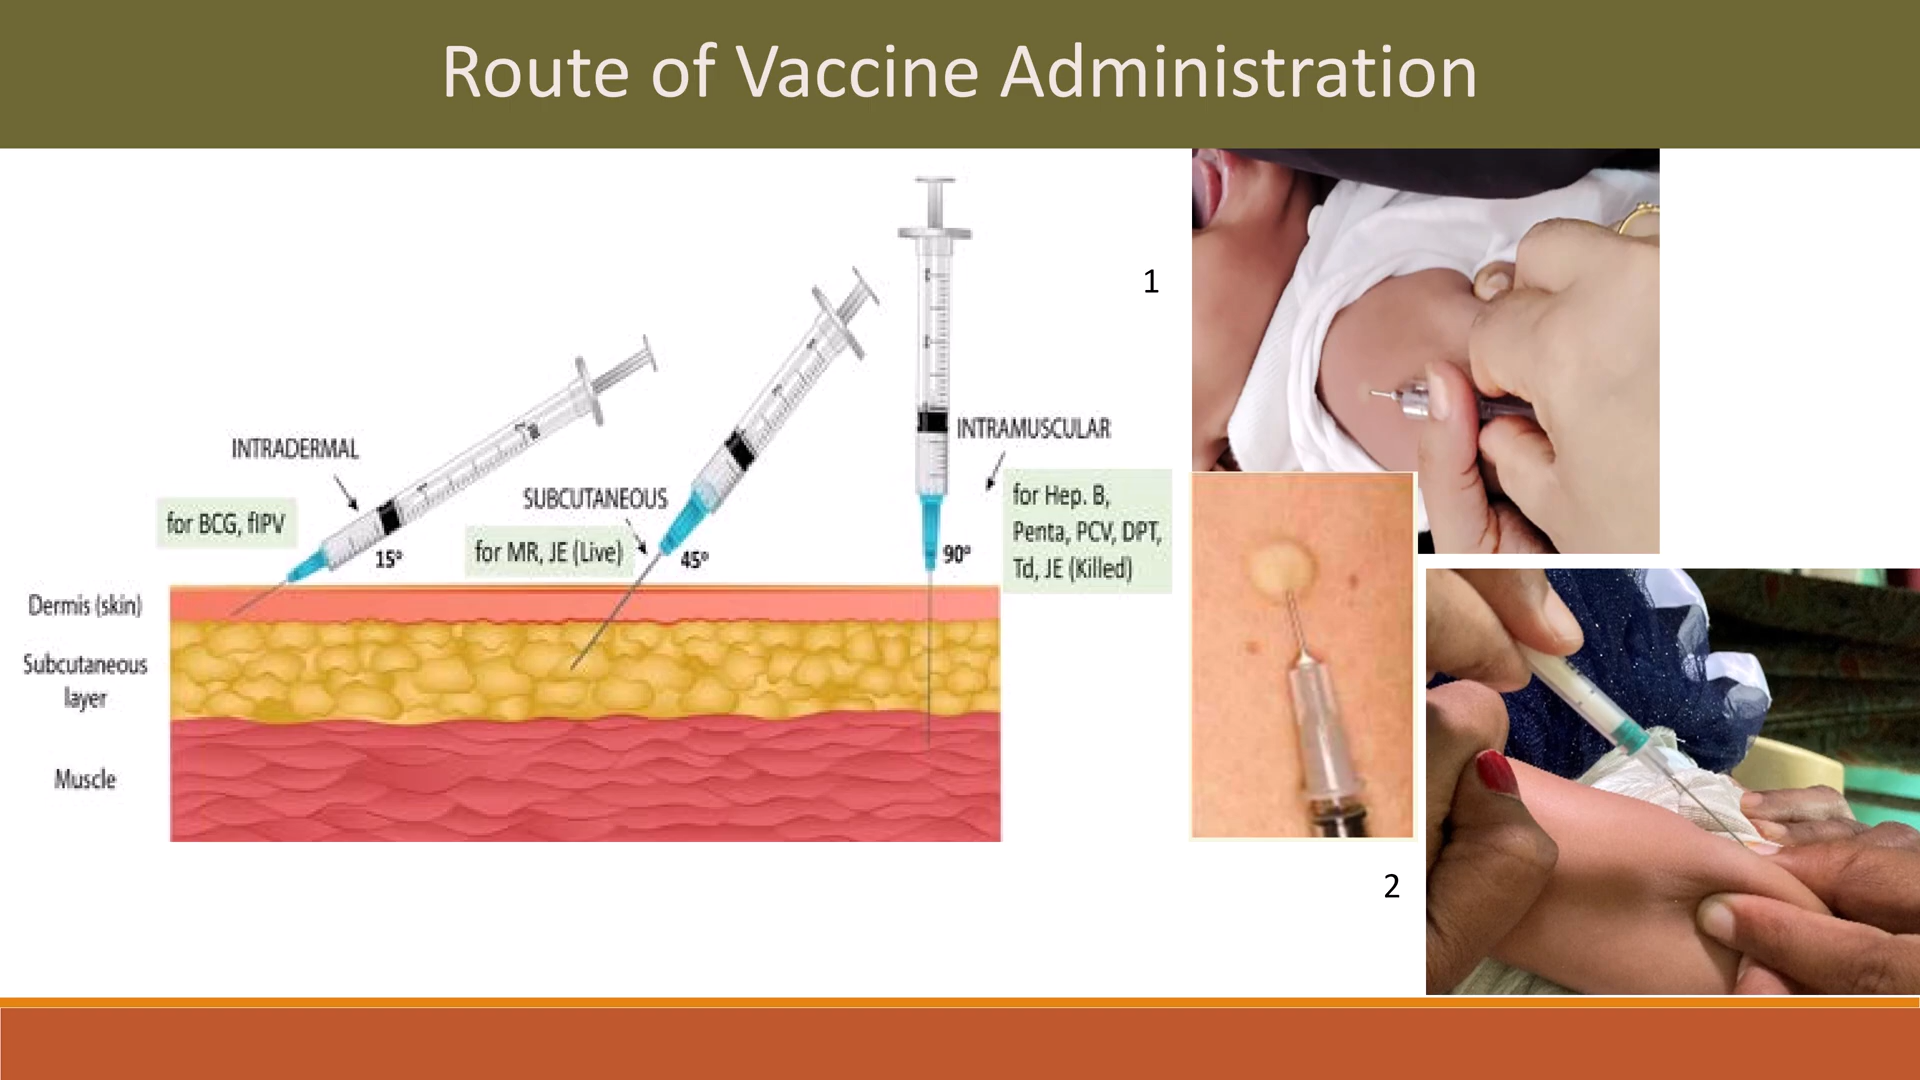 Route of Vaccine Administration
1
INTRADERMAL
for BCG, fIPV
15°
SUBCUTANEOUS
for MR, JE (Live)
45°
INTRAMUSCULAR
for Hep. B,
Penta, PCV, DPT,
Td, JE (Killed)
90°
Dermis (skin)
Subcutaneous
layer
Muscle
2